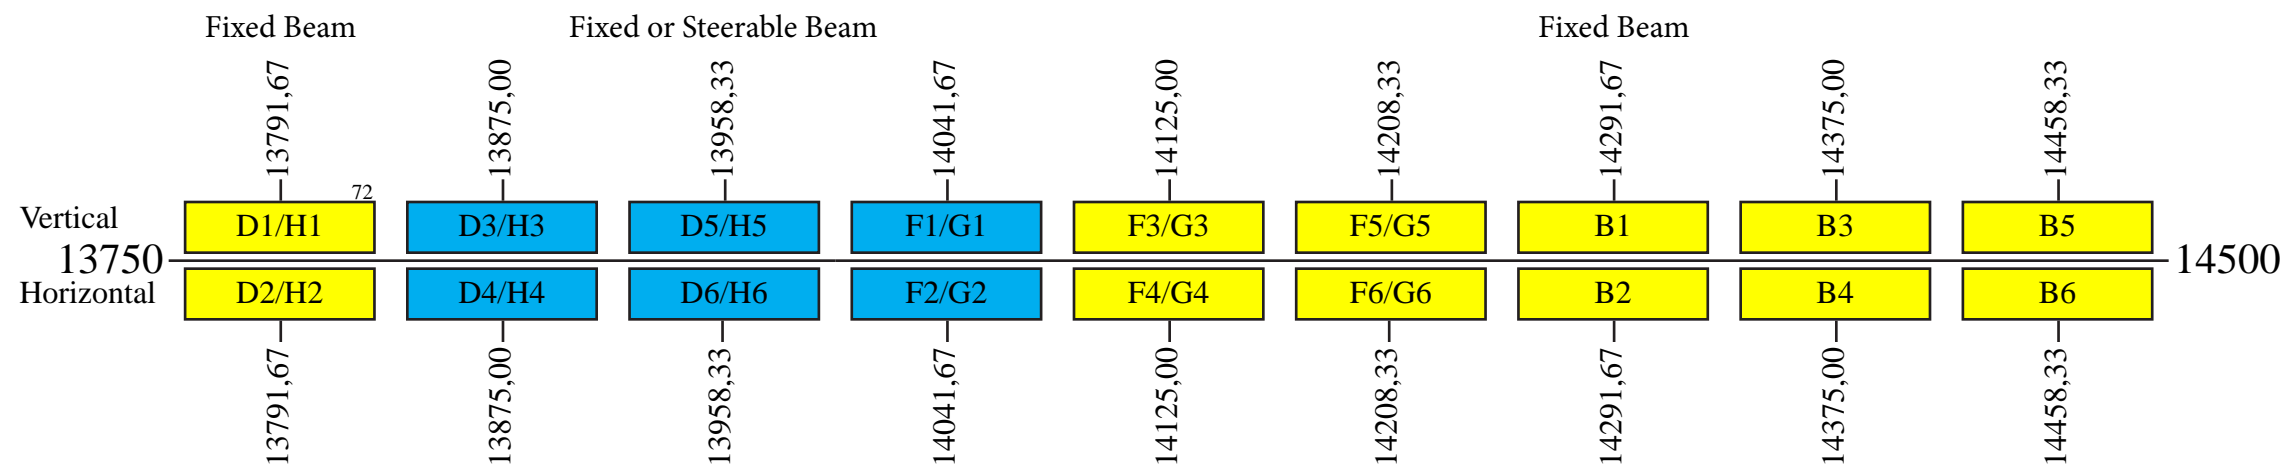 Fixed Beam Fixed or Steerable Beam Fixed Beam
13791,67 13875,00 13958,33 14041,67 14125,00 14208,33 14291,67 14375,00 14458,33
72
Vertical D1/H1 D3/H3 D5/H5 F1/G1 F3/G3 F5/G5 B1 B3 B5
13750 14500
Horizontal D2/H2 D4/H4 D6/H6 F2/G2 F4/G4 F6/G6 B2 B4 B6
13791,67 13875,00 13958,33 14041,67 14125,00 14208,33 14291,67 14375,00 14458,33